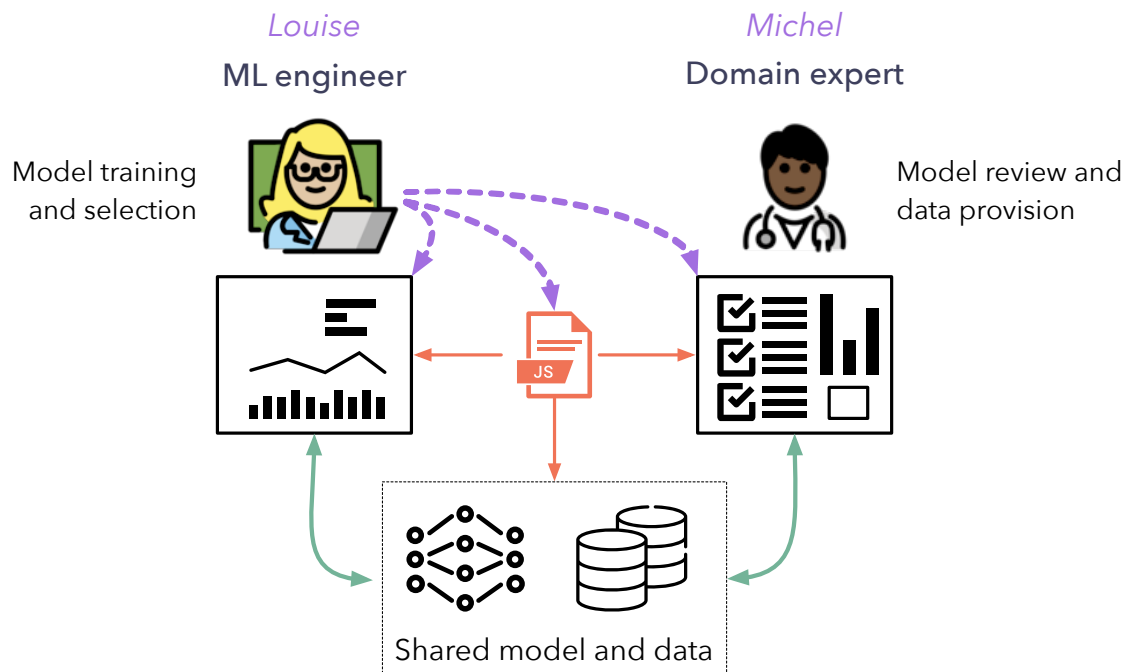 Louise
ML engineer
Michel
Domain expert
Model training
and selection
Model review and
data provision
JS
Shared model and data